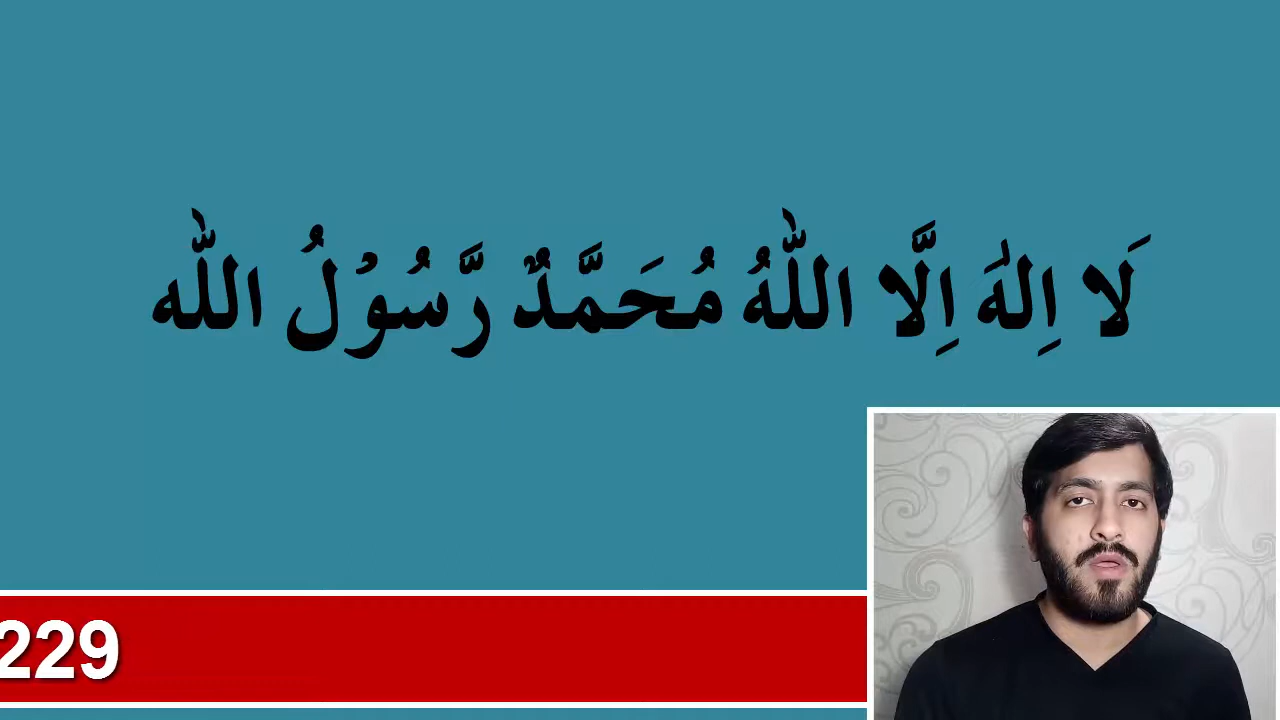 لَا اِلٰهَ اِلَّا اللّٰهُ مُحَمَّدٌ رَّسُوْلُ اللّٰه
229